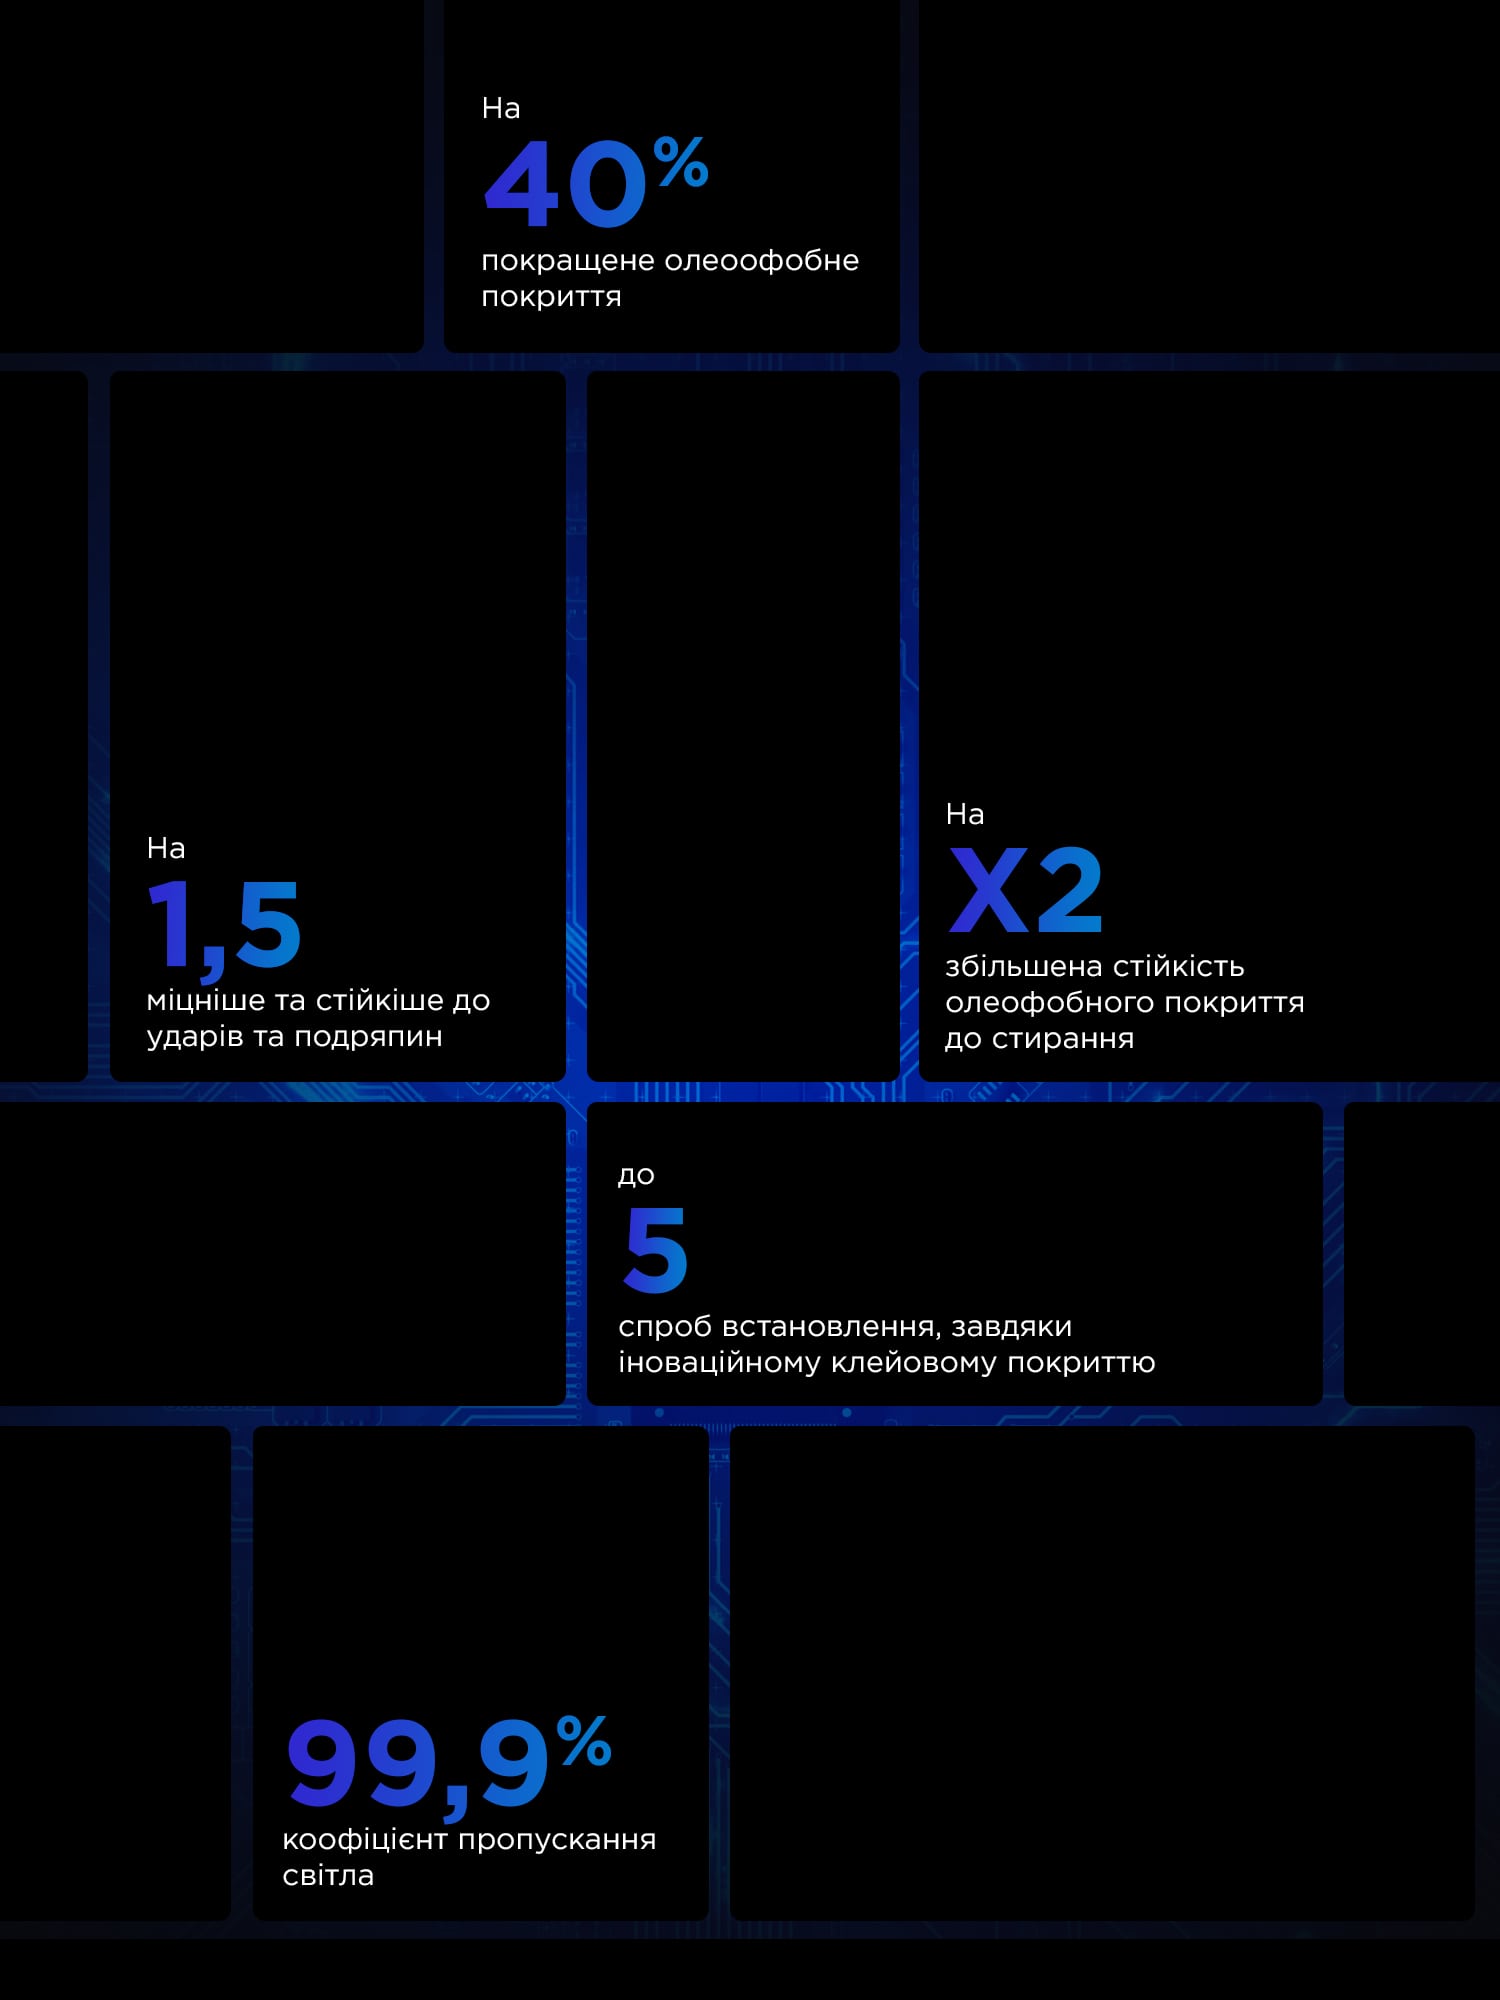 На
40%
покращене олеоофобне
покриття
На
1,5
міцніше та стійкіше до
ударів та подряпин
На
X2
збільшена стійкість
олеофобного покриття
до стирання
до
5
спроб встановлення, завдяки
іноваційному клейовому покриттю
99,9%
коофіцієнт пропускання
світла